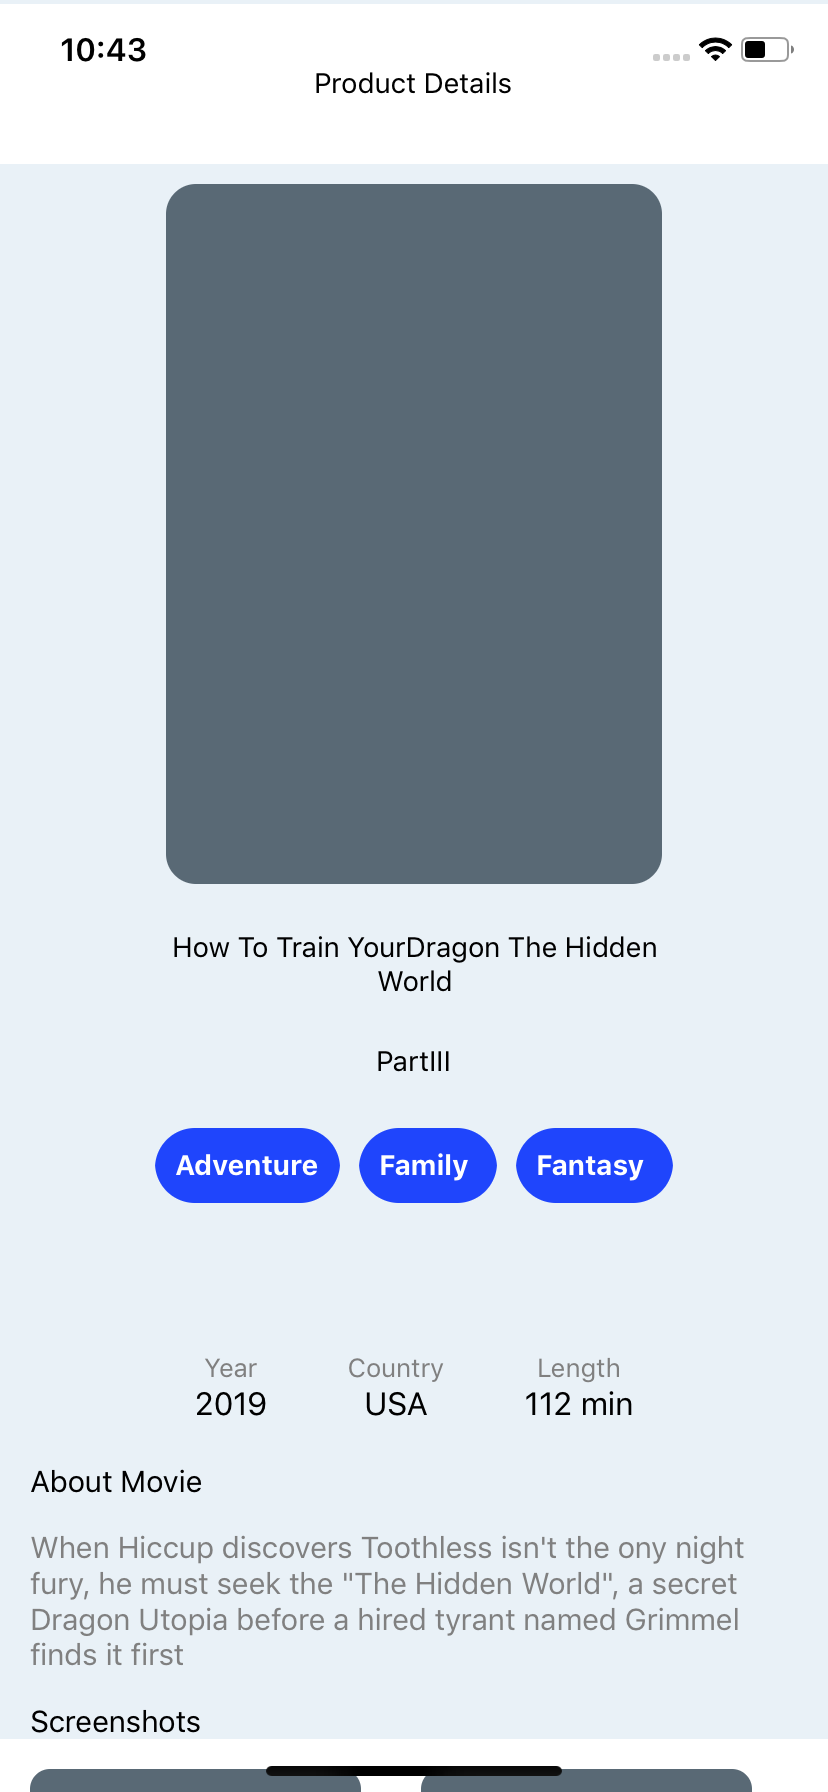 10:43
Product Details
How To Train YourDragon The Hidden
World
PartIII
Adventure Family Fantasy
Year Country Length
2019 USA 112 min
About Movie
When Hiccup discovers Toothless isn't the ony night
fury, he must seek the "The Hidden World", a secret
Dragon Utopia before a hired tyrant named Grimmel
finds it first
Screenshots